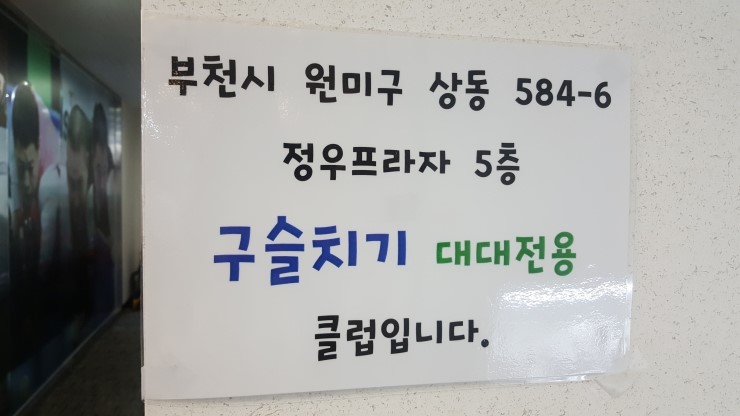 부천시 원미구 상동 584-6
정우프라자 5층
구슬치기 대대전용
클럽입니다.